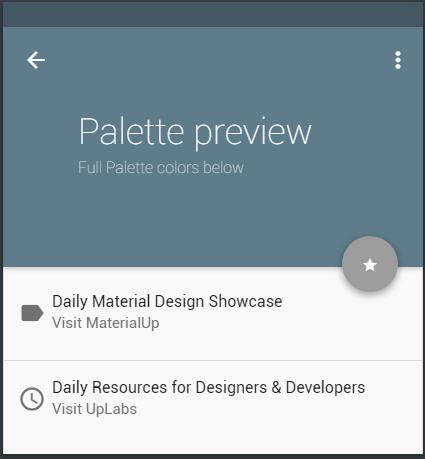 Palette preview
Full Palette colors below
Daily Material Design Showcase
Visit MaterialUp
Daily Resources for Designers & Developers
Visit UpLabs